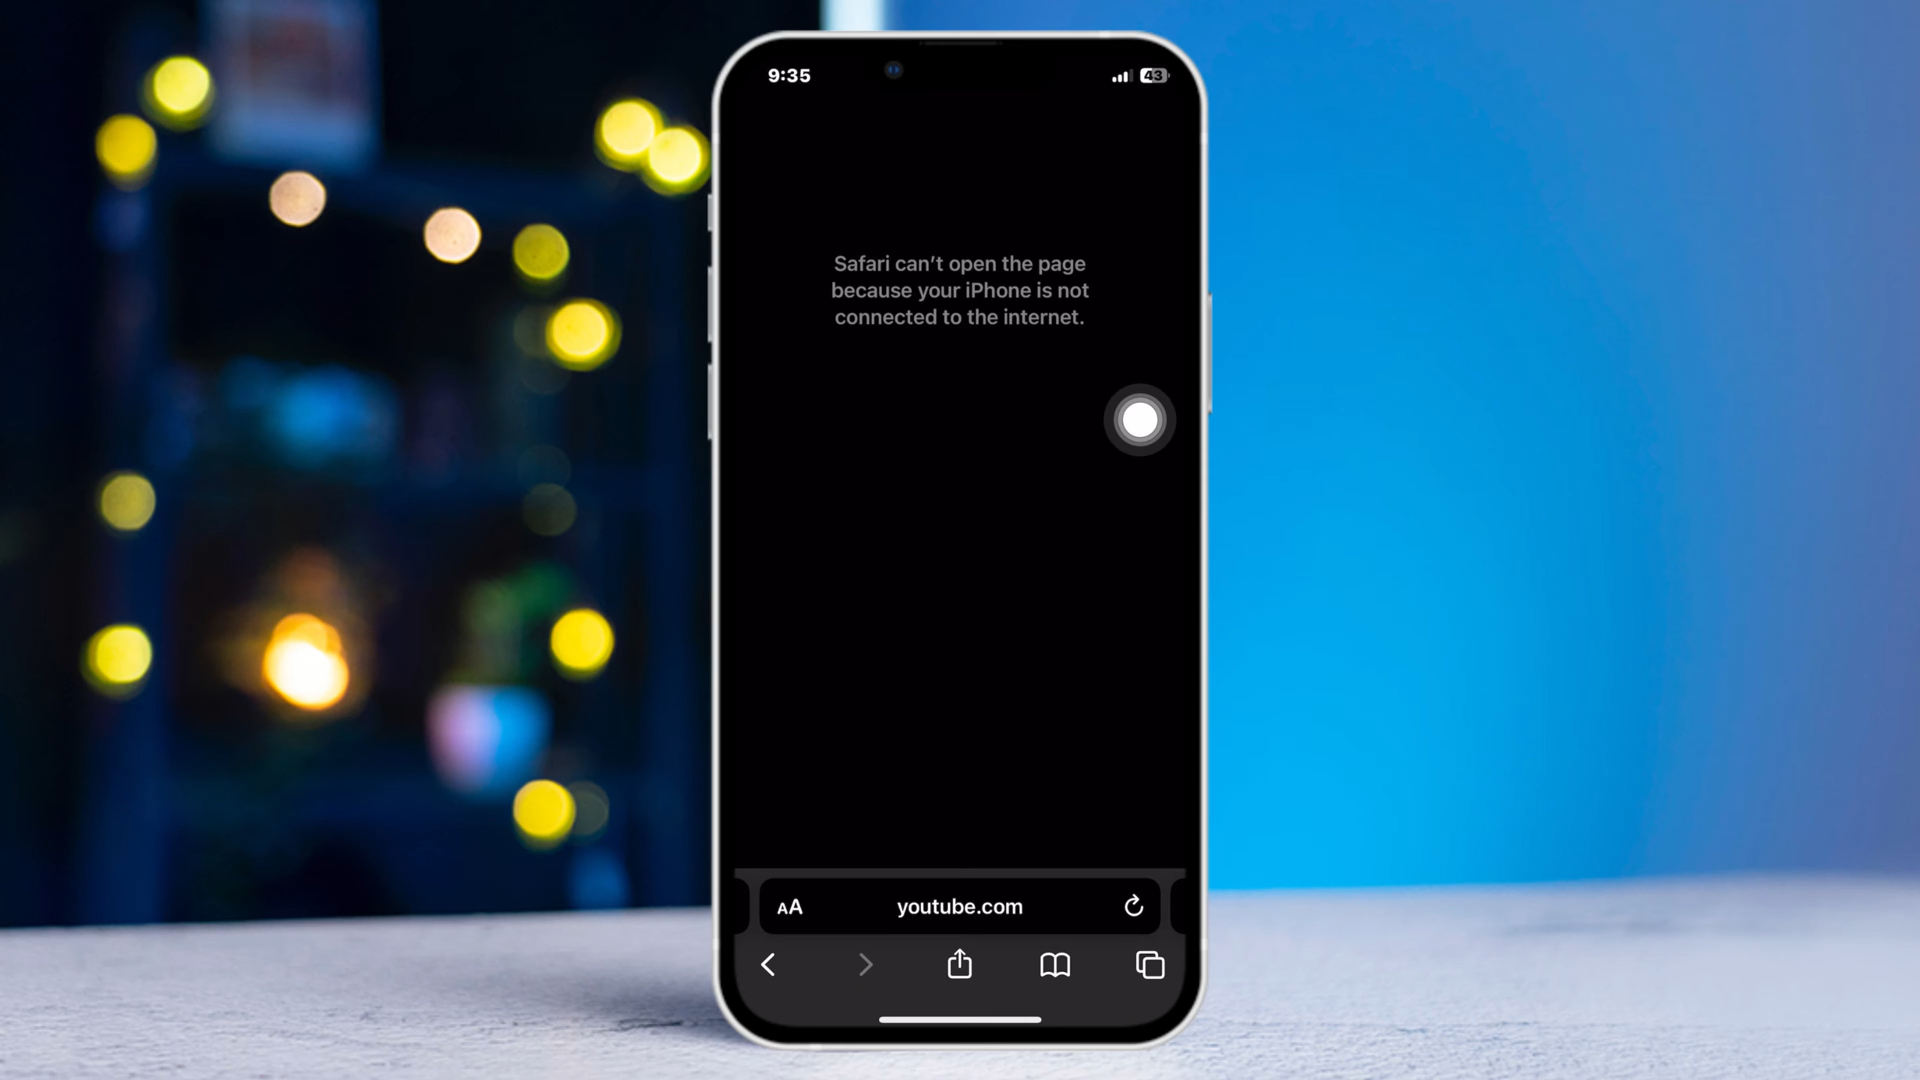 9:35
43
Safari can’t open the page
because your iPhone is not
connected to the internet.
AA
youtube.com